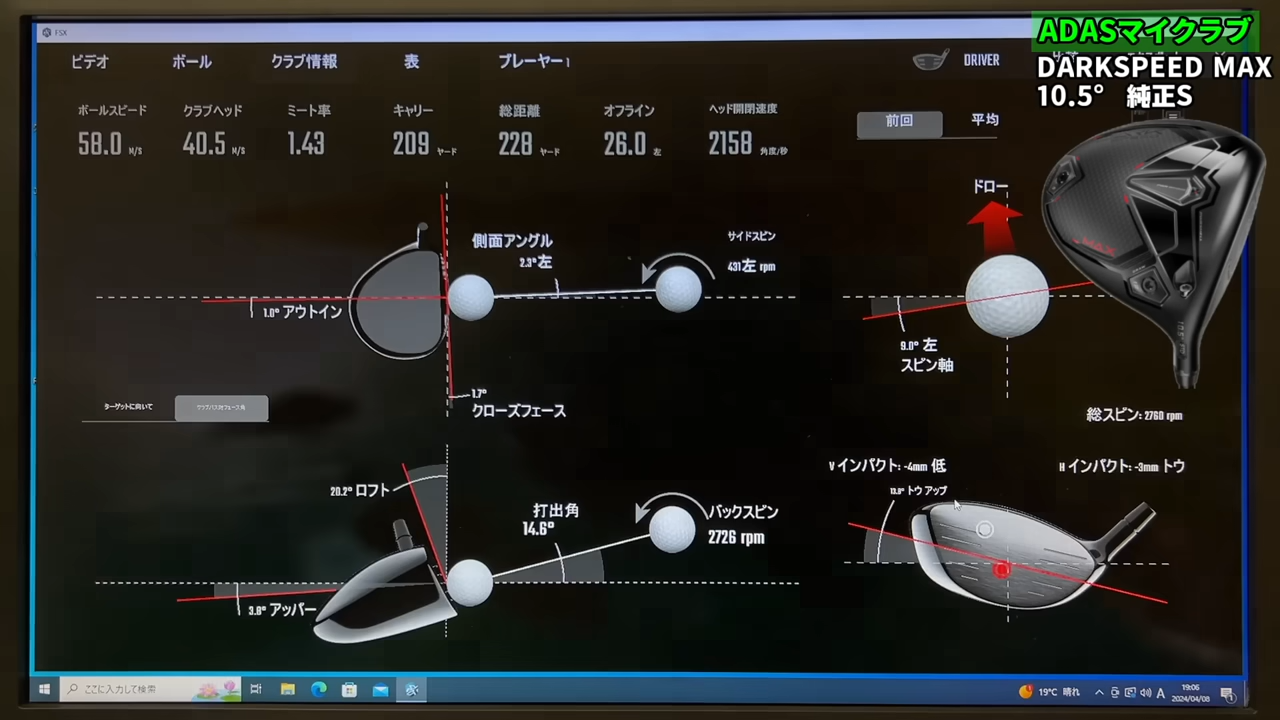 FSX
ADASマイクラブ
DARKSPEED MAX
10.5° 純正S
ビデオ
ボール
クラブ情報
表
プレーヤー1
DRIVER
ボールスピード
58.0 M/S
クラブヘッド
40.5 M/S
ミート率
1.43
キャリー
209 ヤード
総距離
228 ヤード
オフライン
26.0 左
ヘッド開閉速度
2158 角度/秒
前回
平均
側面アングル
2.3° 左
サイドスピン
431左 rpm
1.0° アウトイン
1.7°
クローズフェース
ドロー
9.0° 左
スピン軸
総スピン: 2760 rpm
MAX
ターゲットに向いて
20.2° ロフト
打出角
14.6°
バックスピン
2726 rpm
3.8° アッパー
V インパクト: -4mm 低
H インパクト: -3mm トウ
13.9° トウ アップ
ここに入力して検索
19°C 晴れ
A
19:06
2024/04/08
1